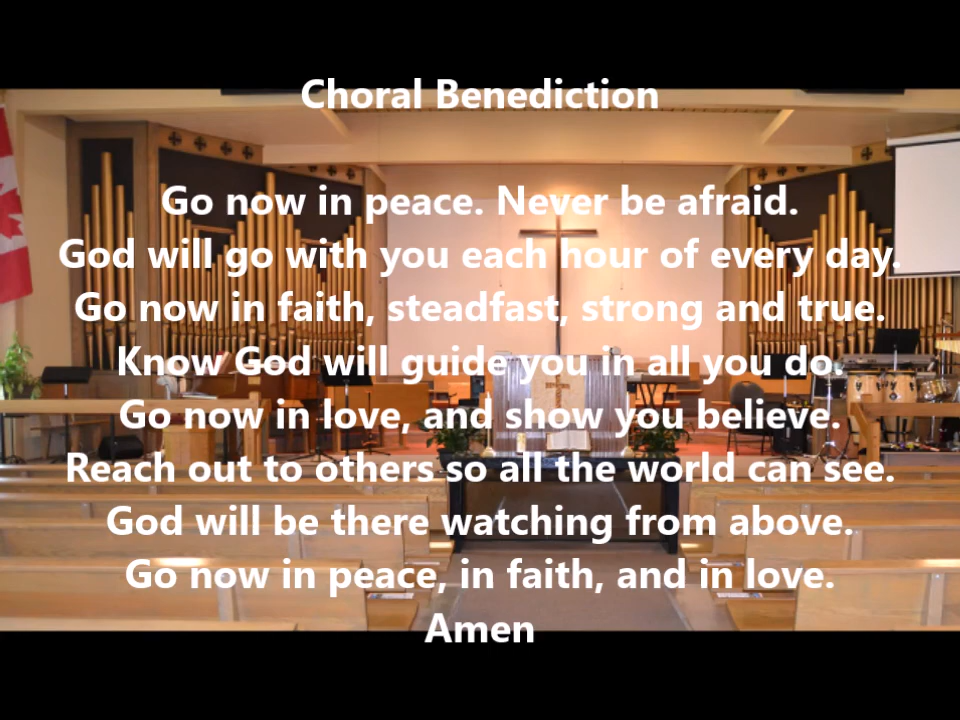 Choral Benediction
Go now in peace. Never be afraid.
God will go with you each hour of every day.
Go now in faith, steadfast, strong and true.
Know God will guide you in all you do.
Go now in love, and show you believe.
Reach out to others so all the world can see.
God will be there watching from above.
Go now in peace, in faith, and in love.
Amen